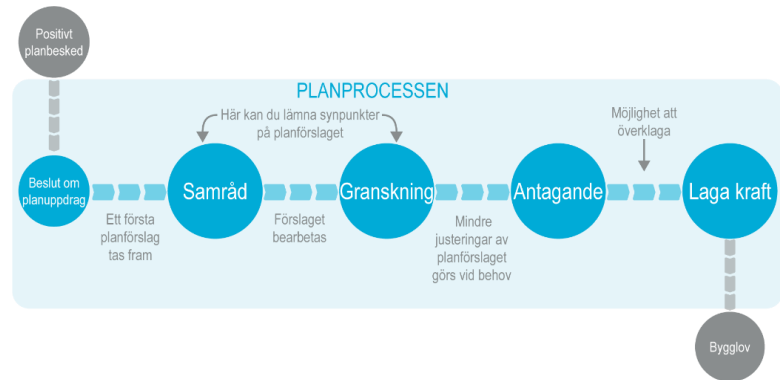 Positivt
planbesked
PLANPROCESSEN
Här kan du lämna synpunkter
på planförslaget
Möjlighet att
överklaga
Beslut om
planuppdrag
Samråd
Granskning
Antagande
Laga kraft
Ett första
planförslag
tas fram
Förslaget
bearbetas
Mindre
justeringar av
planförslaget
görs vid behov
Bygglov